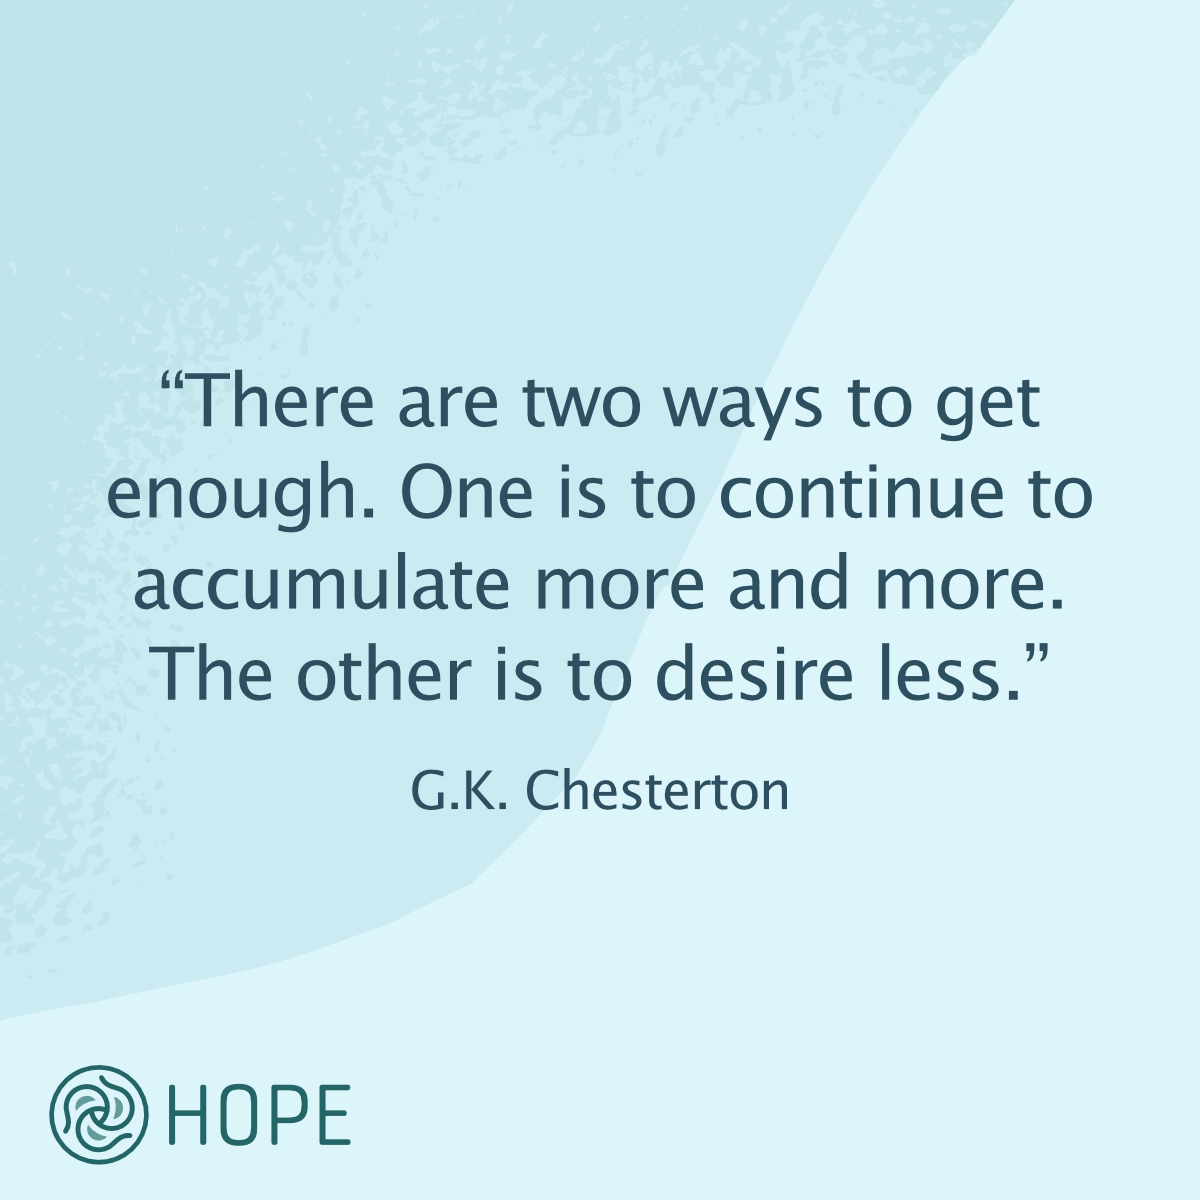 “There are two ways to get
enough. One is to continue to
accumulate more and more.
The other is to desire less.”
G.K. Chesterton
HOPE